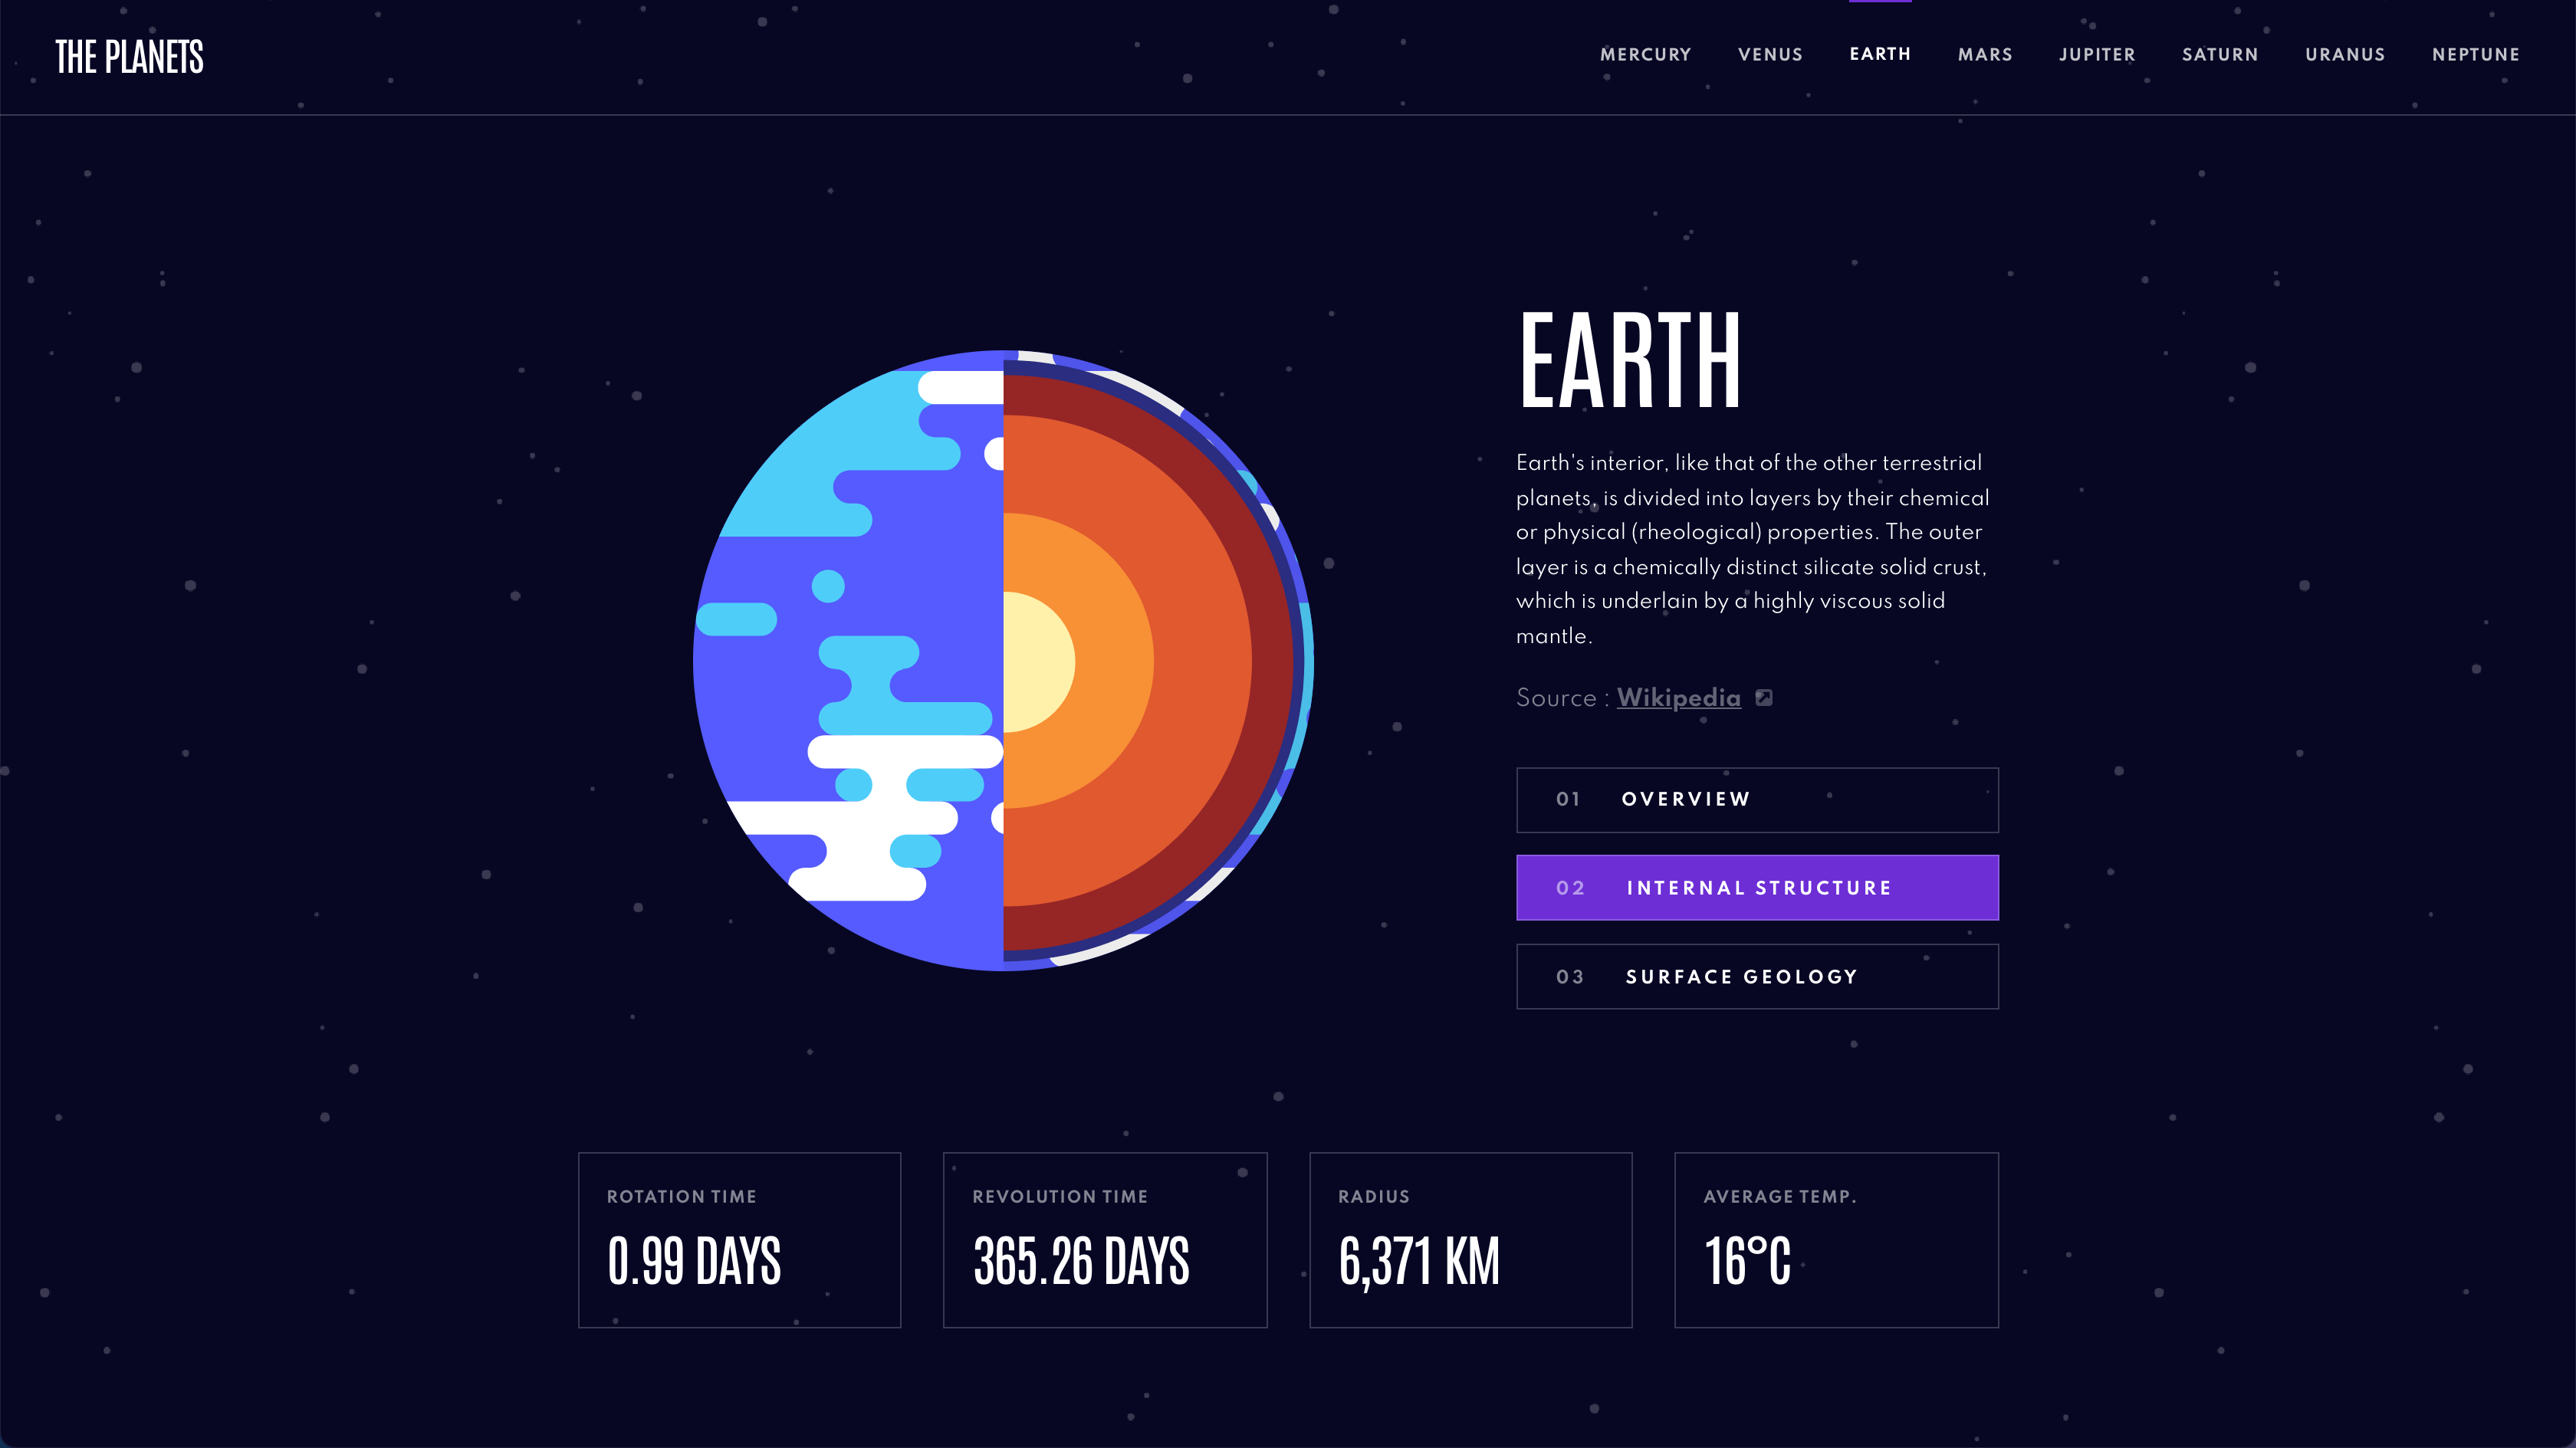 THE PLANETS
MERCURY VENUS EARTH MARS JUPITER SATURN URANUS NEPTUNE
EARTH
Earth's interior, like that of the other terrestrial
planets, is divided into layers by their chemical
or physical (rheological) properties. The outer
layer is a chemically distinct silicate solid crust,
which is underlain by a highly viscous solid
mantle.
Source : Wikipedia
01 OVERVIEW
02 INTERNAL STRUCTURE
03 SURFACE GEOLOGY
ROTATION TIME
0.99 DAYS
REVOLUTION TIME
365.26 DAYS
RADIUS
6,371 KM
AVERAGE TEMP.
16°C